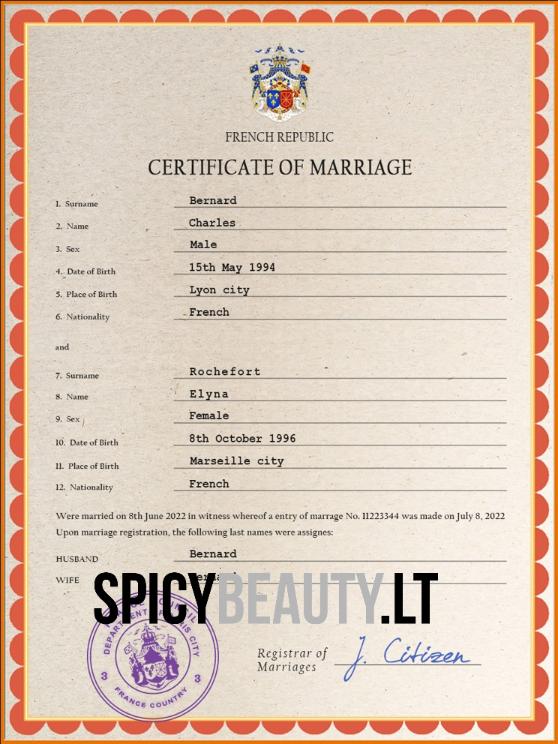 FRENCH REPUBLIC
CERTIFICATE OF MARRIAGE
1. Surname Bernard
2. Name Charles
3. Sex Male
4. Date of Birth 15th May 1994
5. Place of Birth Lyon city
6. Nationality French
and
7. Surname Rochefort
8. Name Elyna
9. Sex Female
10. Date of Birth 8th October 1996
11. Place of Birth Marseille city
12. Nationality French
Were married on 8th June 2022 in witness whereof a entry of marrage No. 11223344 was made on July 8, 2022
Upon marriage registration, the following last names were assignes:
HUSBAND Bernard
WIFE
SPICYBEAUTY.LT
3 3
FRANCE COUNTRY
Registrar of J. Citizen
Marriages